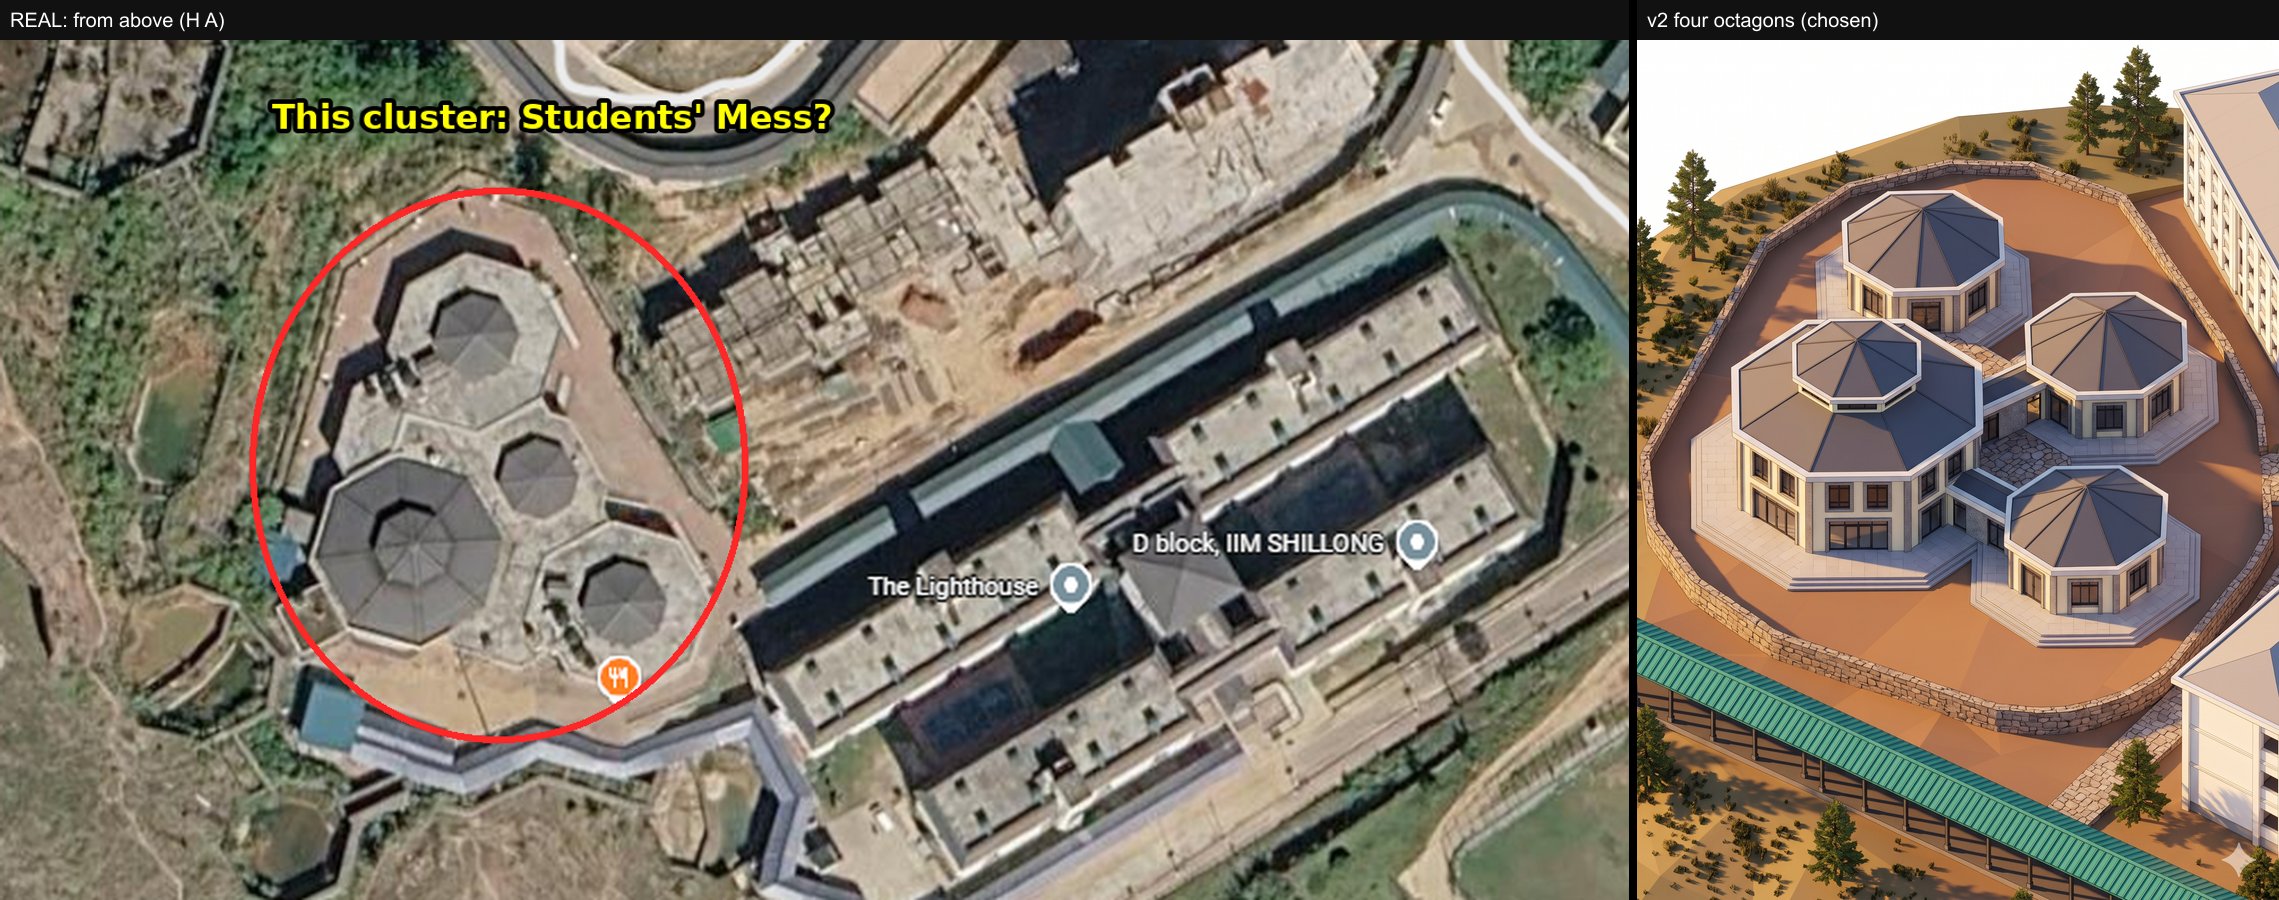 REAL: from above (H A)
v2 four octagons (chosen)
This cluster: Students' Mess?
D block, IIM SHILLONG
The Lighthouse